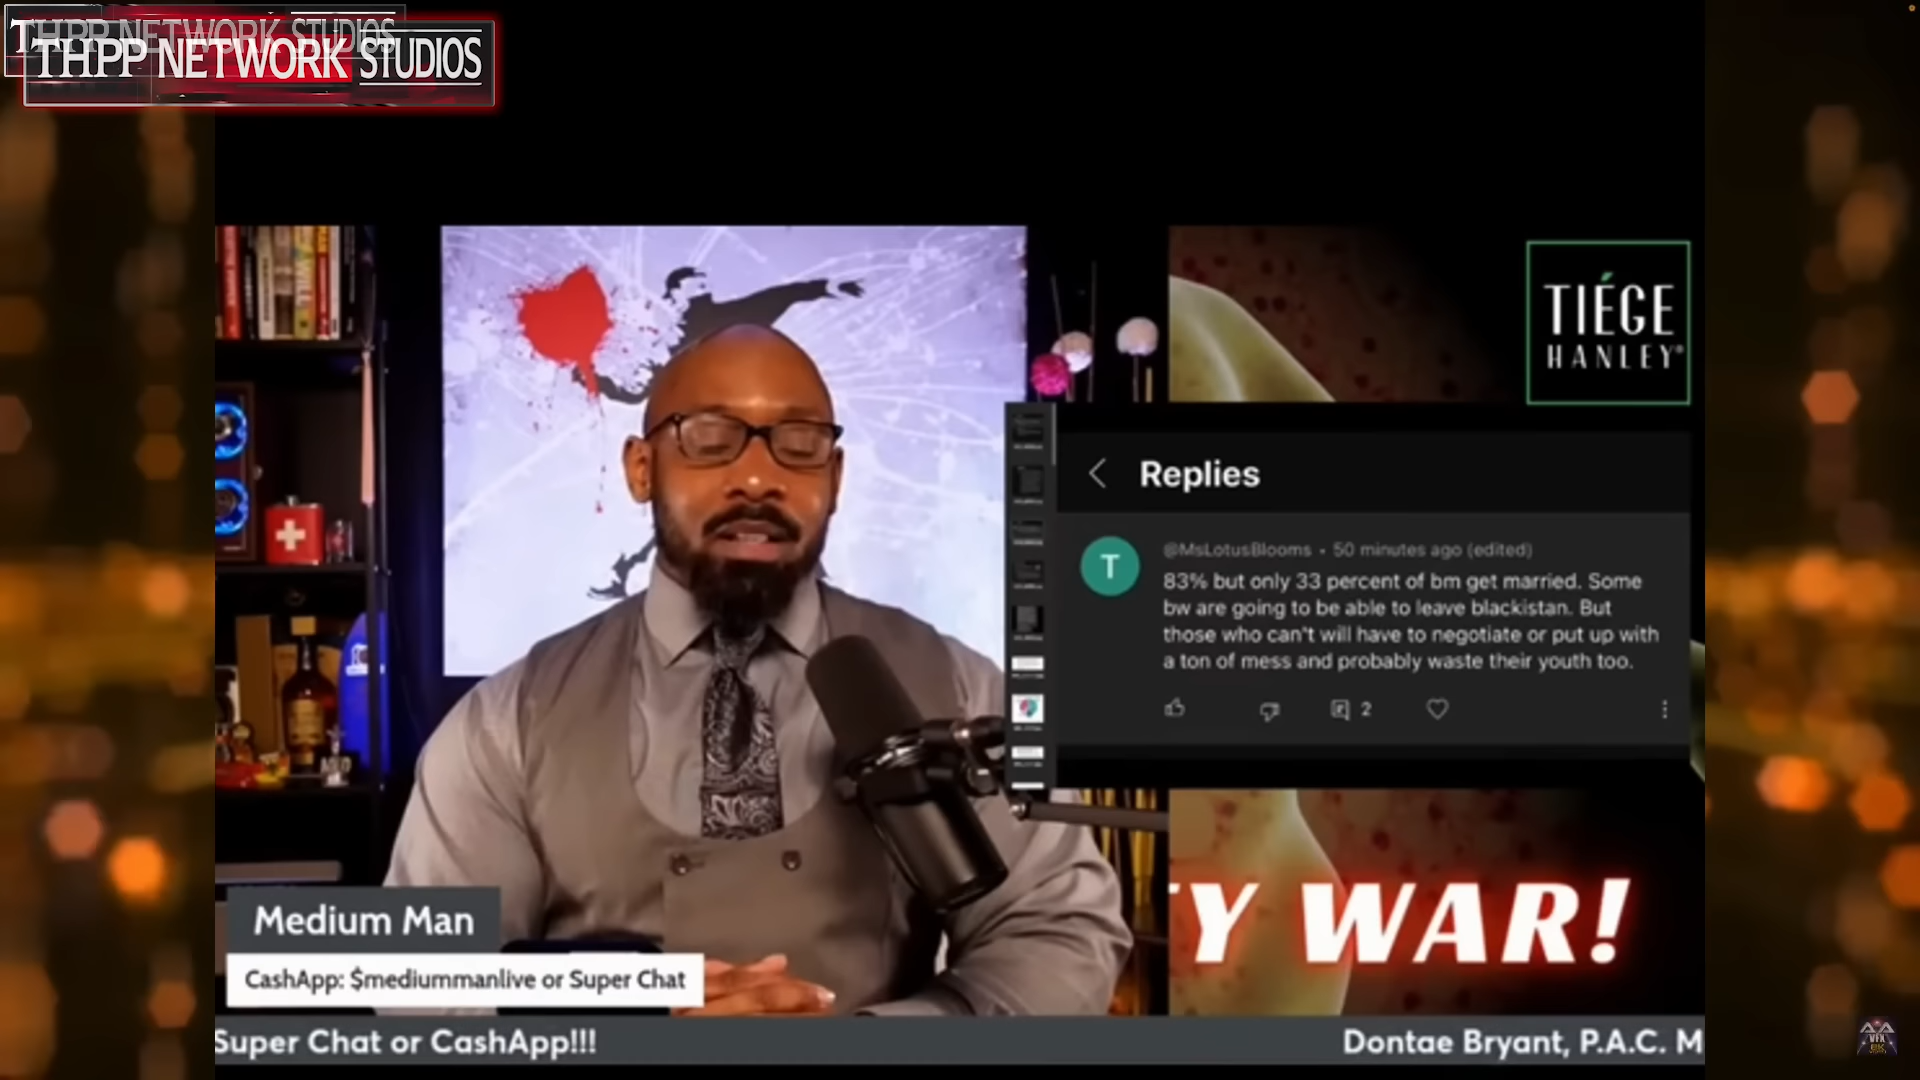 THPP NETWORK STUDIOS
THPP NETWORK STUDIOS
TIÉGE
HANLEY®
Replies
T
@MsLotusBlooms • 50 minutes ago (edited)
83% but only 33 percent of bm get married. Some
bw are going to be able to leave blackistan. But
those who can't will have to negotiate or put up with
a ton of mess and probably waste their youth too.
2
Y WAR!
Medium Man
CashApp: $mediummanlive or Super Chat
Super Chat or CashApp!!!
Dontae Bryant, P.A.C. M